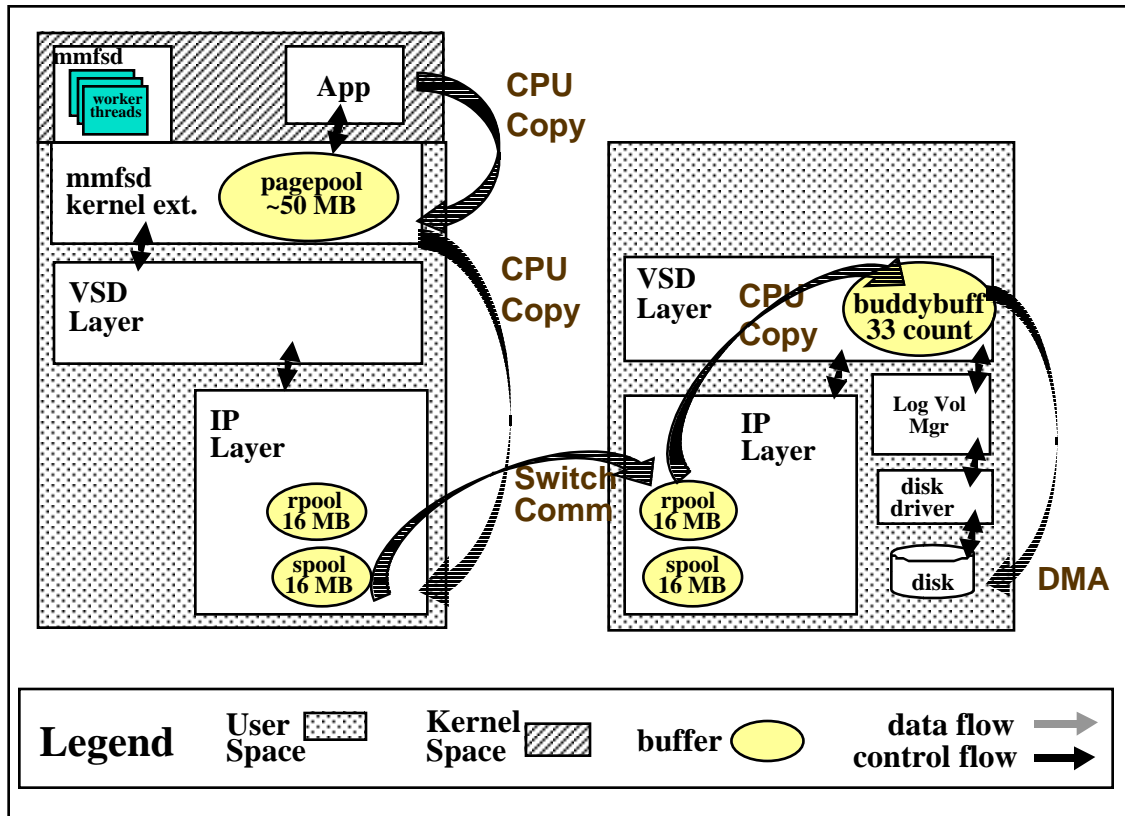 mmfsd
worker
threads
App
CPU
Copy
mmfsd
kernel ext.
pagepool
~50 MB
CPU
Copy
VSD
Layer
IP
Layer
rpool
16 MB
spool
16 MB
Switch
Comm
VSD
Layer
CPU
Copy
buddybuff
33 count
IP
Layer
Log Vol
Mgr
rpool
16 MB
spool
16 MB
disk
driver
disk
DMA
Legend
User
Space
Kernel
Space
buffer
data flow
control flow